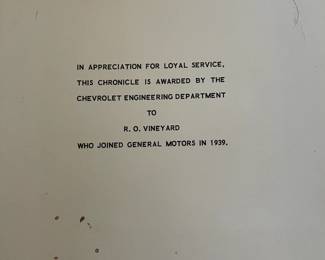 IN APPRECIATION FOR LOYAL SERVICE,
THIS CHRONICLE IS AWARDED BY THE
CHEVROLET ENGINEERING DEPARTMENT
TO
R. O. VINEYARD
WHO JOINED GENERAL MOTORS IN 1939.